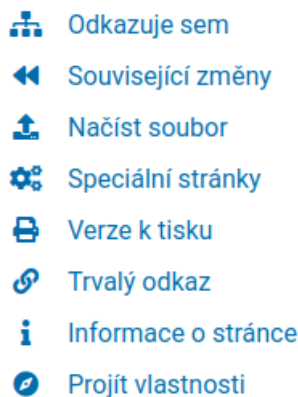 Odkazuje sem
Související změny
Načíst soubor
Speciální stránky
Verze k tisku
Trvalý odkaz
Informace o stránce
Projít vlastnosti